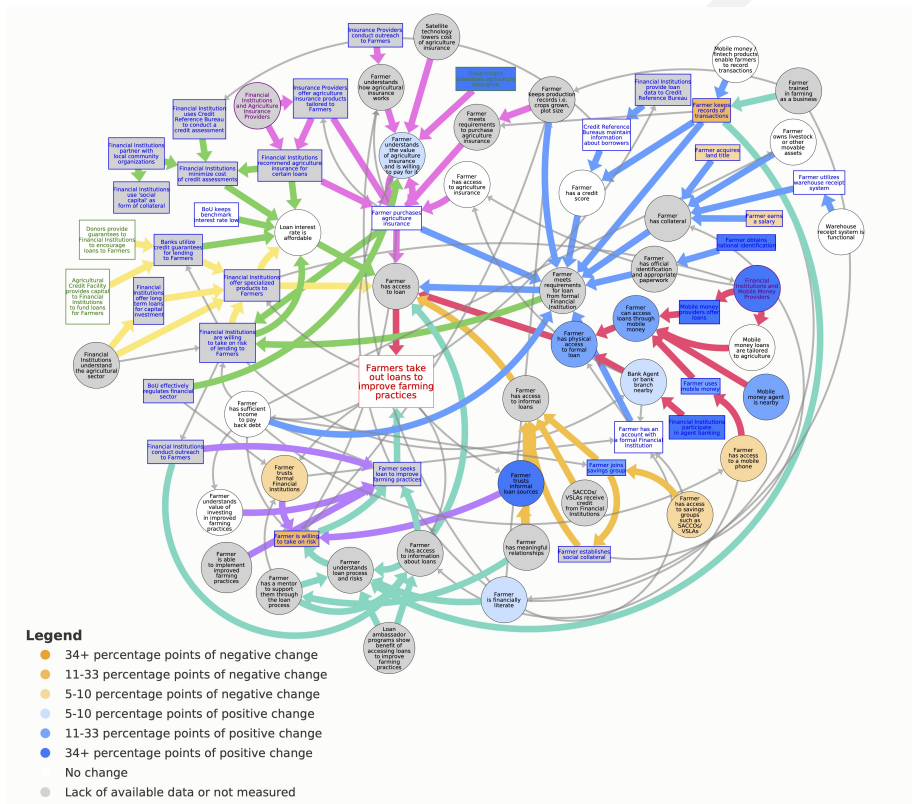 Insurance Providers
conduct outreach
to Farmers
Satellite
technology
lowers cost
of agriculture
insurance
Mobile money /
fintech products
enable farmers
to record
transactions
Farmer
understands
how agricultural
insurance
works
Financial
Institutions
and Agriculture
Insurance
Providers
Insurance Providers
offer agriculture
insurance products
tailored to
Farmers
Farmer
keeps production
records i.e.
crops grown,
plot size
Financial Institutions
provide loan
data to Credit
Reference Bureau
Farmer
trained
in farming
as a business
Financial Institution
uses Credit
Reference Bureau
to conduct a
credit assessment
Farmer keeps
records of
transactions
Farmer
meets
requirements
to purchase
agriculture
insurance
Credit Reference
Bureaus maintain
information
about borrowers
Farmer
owns livestock
or other
movable
assets
Financial Institutions
partner with
local community
organizations
Farmer
understands
the value
of agriculture
insurance
and is willing
to pay for it
Farmer acquires
land title
Financial Institutions
minimize cost
of credit assessments
Financial Institutions
recommend agriculture
insurance for
certain loans
Farmer
has access
to agriculture
insurance
Farmer
has a credit
score
Farmer utilizes
warehouse receipt
system
Financial Institutions
use 'social
capital' as
form of collateral
BoU keeps
benchmark
interest rate low
Farmer purchases
agriculture
insurance
Farmer
has collateral
Farmer earns
a salary
Donors provide
guarantees to
Financial Institutions
to encourage
loans to Farmers
Banks utilize
credit guarantees
for lending
to Farmers
Loan interest
rate is
affordable
Farmer obtains
national identification
Warehouse
receipt system is
functional
Agricultural
Credit Facility
provides capital
to Financial
Institutions
to fund loans
for Farmers
Financial
Institutions
offer long
term loans
for capital
investment
Financial Institutions
offer specialized
products to
Farmers
Farmer
has access
to loan
Farmer
meets
requirements
for loan
from formal
Financial
Institution
Farmer
has official
identification
and appropriate
paperwork
Financial
Institutions and
Mobile Money
Providers
Financial Institutions
are willing
to take on risk
of lending to
Farmers
Farmer
can access
loans through
mobile
money
Mobile money
providers offer
loans
Financial
Institutions
understand
the agricultural
sector
Farmer
has physical
access
to formal
loan
Mobile
money loans
are tailored
to agriculture
Farmers take
out loans to
improve farming
practices
BoU effectively
regulates financial
sector
Bank Agent
or bank
branch
nearby
Farmer uses
mobile money
Mobile
money agent
is nearby
Farmer
has sufficient
income
to pay
back debt
Farmer
has access
to informal
loans
Financial Institutions
participate
in agent banking
Farmer has an
account with
a formal Financial
Institution
Financial Institutions
conduct outreach
to Farmers
Farmer
has access
to a mobile
phone
Farmer
trusts
formal
Financial
Institutions
Farmer seeks
loan to improve
farming practices
Farmer
trusts
informal
loan sources
Farmer joins
savings group
Farmer
understands
value of
investing
in improved
farming
practices
SACCOs/
VSLAs receive
credit
from Financial
Institutions
Farmer
has access
to savings
groups
such as
SACCOs/
VSLAs
Farmer is willing
to take on risk
Farmer
has meaningful
relationships
Farmer establishes
social collateral
Farmer
is able to
implement
improved
farming
practices
Farmer
has a mentor
to support
them through
the loan
process
Farmer
understands
loan process
and risks
Farmer
has access
to information
about loans
Farmer
is financially
literate
Loan
ambassador
programs show
benefit of
accessing loans
to improve
farming
practices
Legend
34+ percentage points of negative change
11-33 percentage points of negative change
5-10 percentage points of negative change
5-10 percentage points of positive change
11-33 percentage points of positive change
34+ percentage points of positive change
No change
Lack of available data or not measured